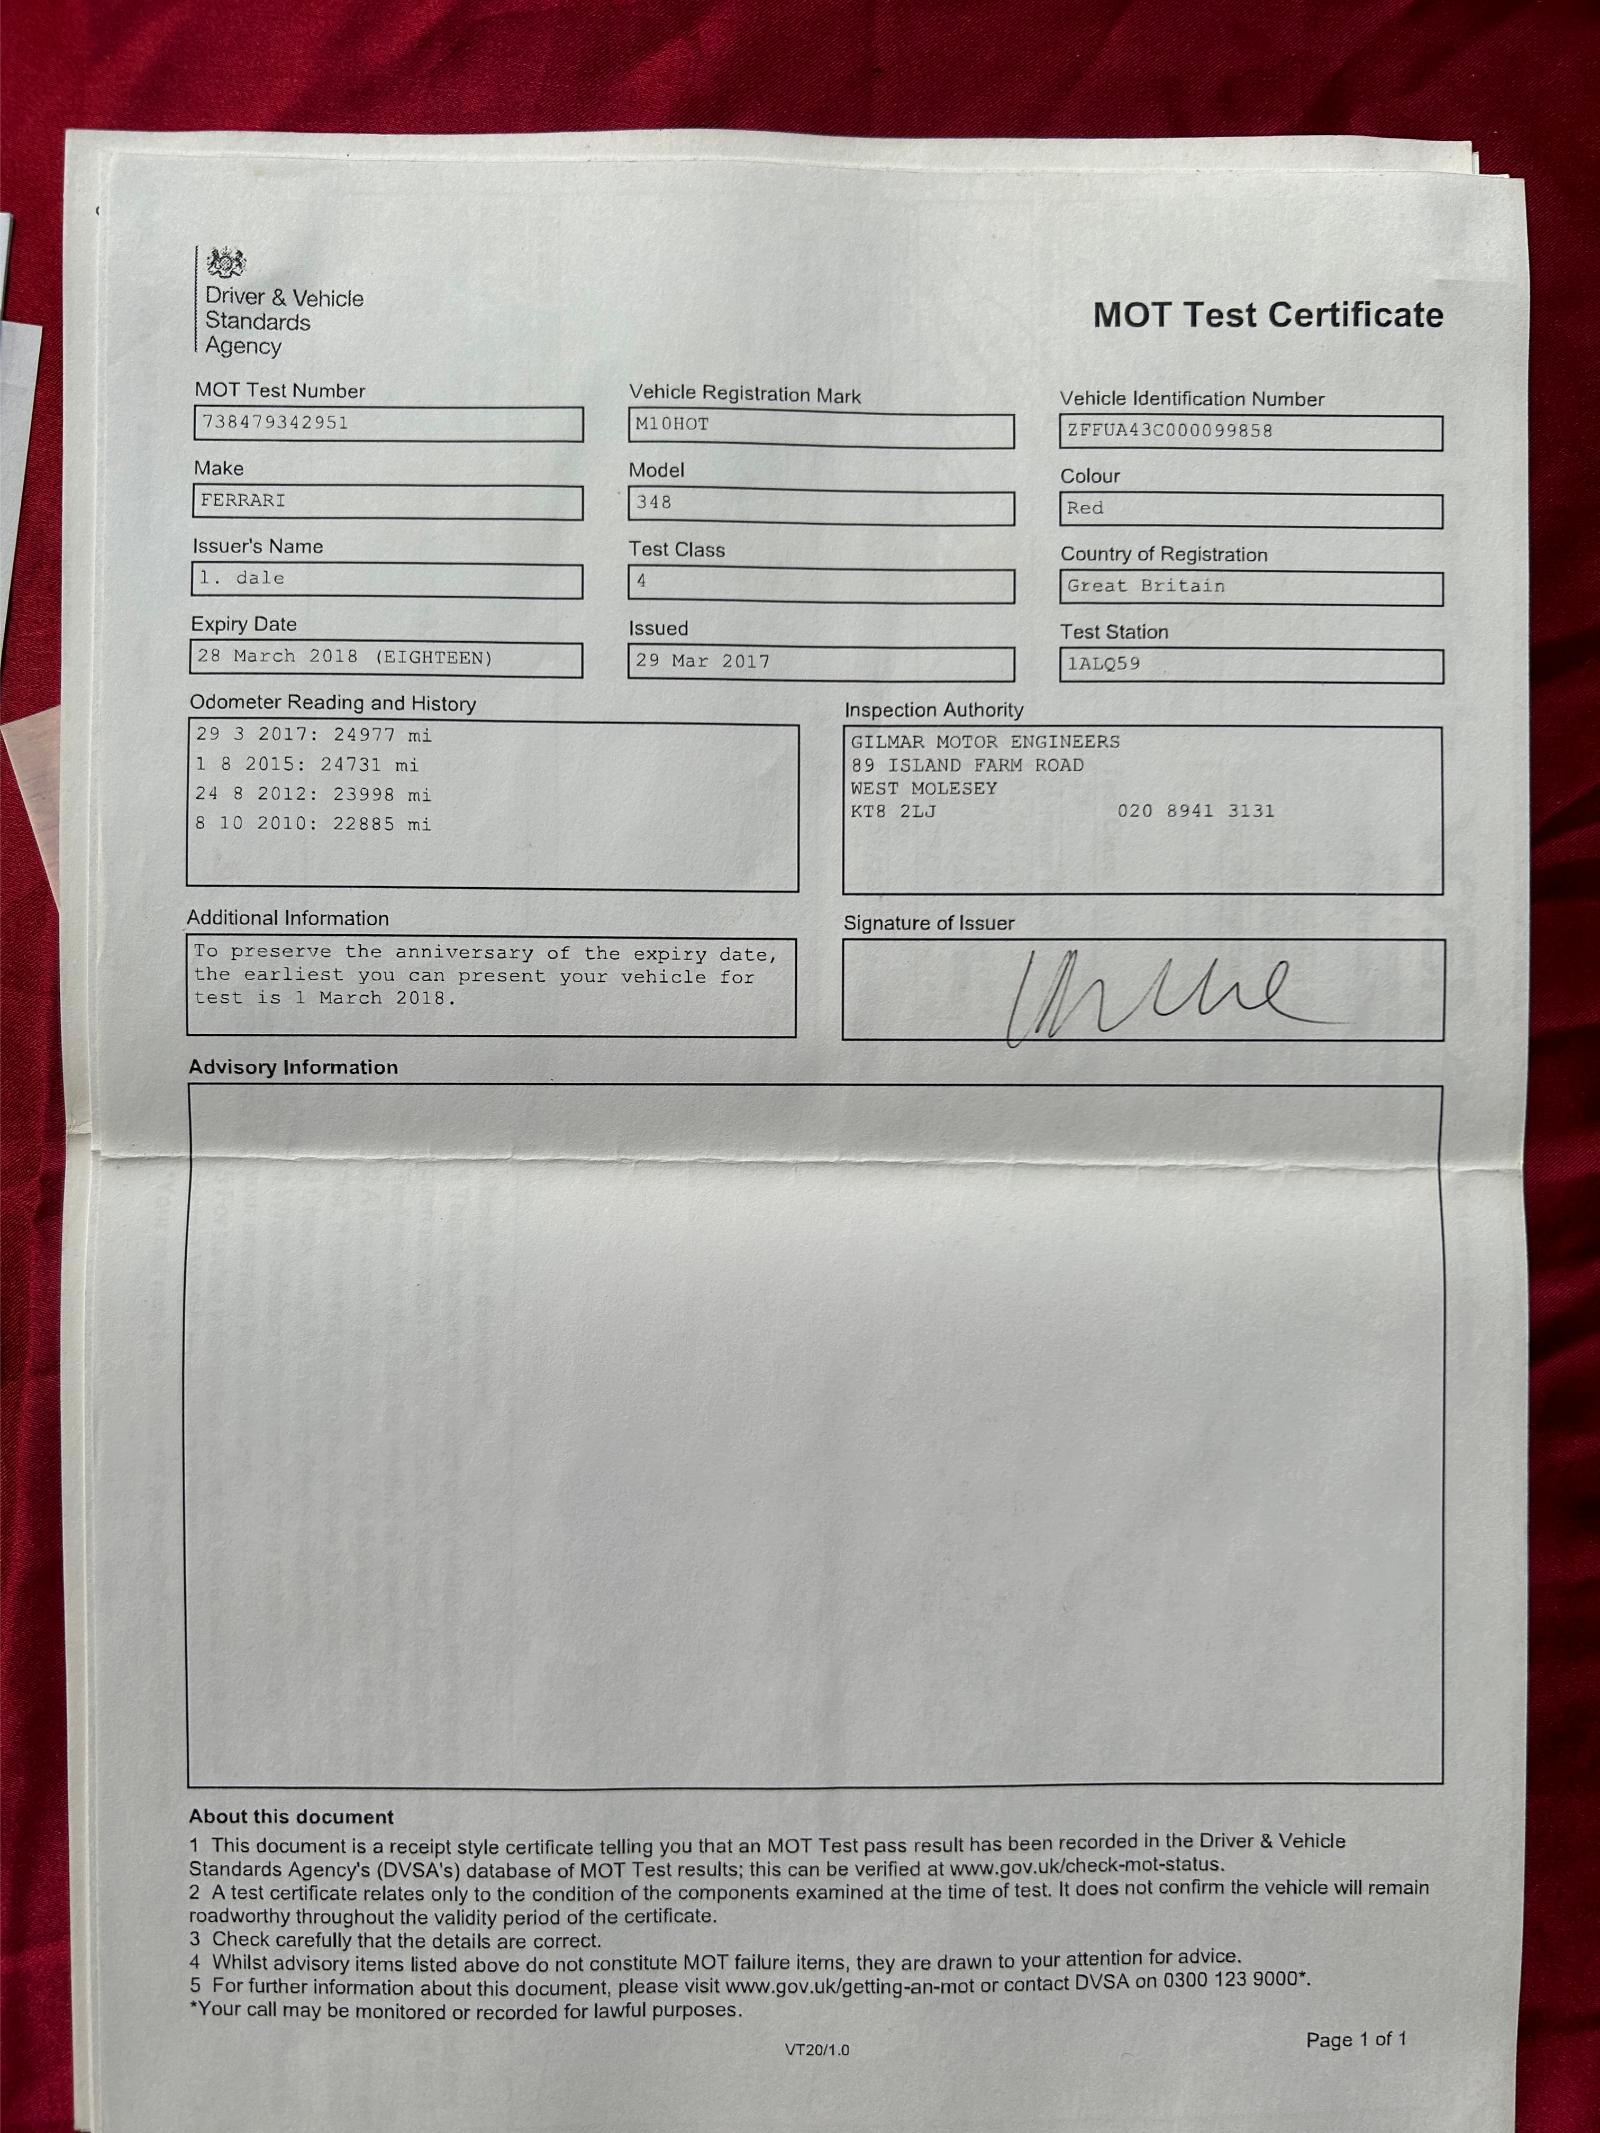 Driver & Vehicle
Standards
Agency
MOT Test Certificate
MOT Test Number
Vehicle Registration Mark
Vehicle Identification Number
738479342951
M10HOT
ZFFUA43C000099858
Make
Model
Colour
FERRARI
348
Red
Issuer's Name
Test Class
Country of Registration
l. dale
4
Great Britain
Expiry Date
Issued
Test Station
28 March 2018 (EIGHTEEN)
29 Mar 2017
1ALQ59
Odometer Reading and History
29 3 2017: 24977 mi
1 8 2015: 24731 mi
24 8 2012: 23998 mi
8 10 2010: 22885 mi
Inspection Authority
GILMAR MOTOR ENGINEERS
89 ISLAND FARM ROAD
WEST MOLESEY
KT8 2LJ 020 8941 3131
Additional Information
To preserve the anniversary of the expiry date,
the earliest you can present your vehicle for
test is 1 March 2018.
Signature of Issuer
Advisory Information
About this document
1 This document is a receipt style certificate telling you that an MOT Test pass result has been recorded in the Driver & Vehicle
Standards Agency's (DVSA's) database of MOT Test results; this can be verified at www.gov.uk/check-mot-status.
2 A test certificate relates only to the condition of the components examined at the time of test. It does not confirm the vehicle will remain
roadworthy throughout the validity period of the certificate.
3 Check carefully that the details are correct.
4 Whilst advisory items listed above do not constitute MOT failure items, they are drawn to your attention for advice.
5 For further information about this document, please visit www.gov.uk/getting-an-mot or contact DVSA on 0300 123 9000*.
*Your call may be monitored or recorded for lawful purposes.
VT20/1.0
Page 1 of 1